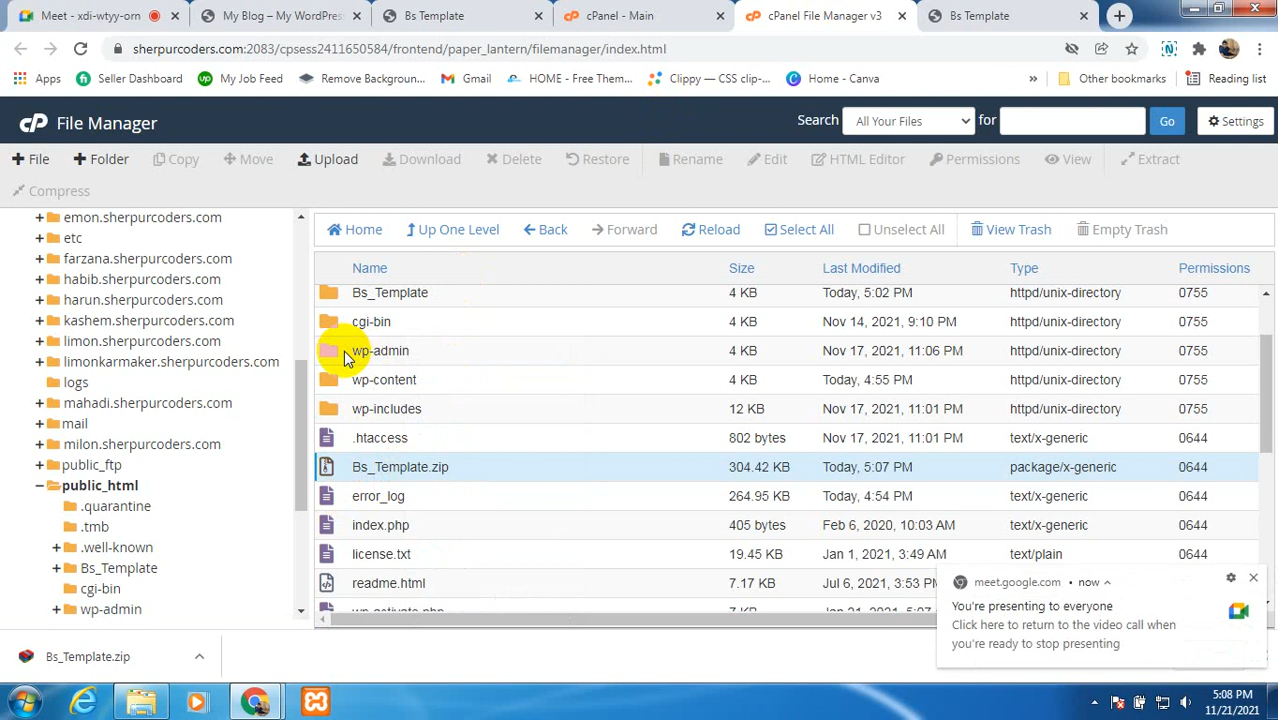 Meet - xdi-wtyy-orn
My Blog – My WordPress
Bs Template
cPanel - Main
cPanel File Manager v3
Bs Template
sherpurcoders.com:2083/cpsess2411650584/frontend/paper_lantern/filemanager/index.html
Apps
Seller Dashboard
My Job Feed
Remove Backgroun...
Gmail
HOME - Free Them...
Clippy — CSS clip-...
Home - Canva
»
Other bookmarks
Reading list
cP File Manager
Search All Your Files for Go Settings
+ File + Folder Copy Move Upload Download Delete Restore Rename Edit HTML Editor Permissions View Extract
Compress
emon.sherpurcoders.com
etc
farzana.sherpurcoders.com
habib.sherpurcoders.com
harun.sherpurcoders.com
kashem.sherpurcoders.com
limon.sherpurcoders.com
limonkarmaker.sherpurcoders.com
logs
mahadi.sherpurcoders.com
mail
milon.sherpurcoders.com
public_ftp
public_html
.quarantine
.tmb
.well-known
Bs_Template
cgi-bin
wp-admin
Home Up One Level Back Forward Reload Select All Unselect All View Trash Empty Trash
Name Size Last Modified Type Permissions
Bs_Template 4 KB Today, 5:02 PM httpd/unix-directory 0755
cgi-bin 4 KB Nov 14, 2021, 9:10 PM httpd/unix-directory 0755
wp-admin 4 KB Nov 17, 2021, 11:06 PM httpd/unix-directory 0755
wp-content 4 KB Today, 4:55 PM httpd/unix-directory 0755
wp-includes 12 KB Nov 17, 2021, 11:01 PM httpd/unix-directory 0755
.htaccess 802 bytes Nov 17, 2021, 11:01 PM text/x-generic 0644
Bs_Template.zip 304.42 KB Today, 5:07 PM package/x-generic 0644
error_log 264.95 KB Today, 4:54 PM text/x-generic 0644
index.php 405 bytes Feb 6, 2020, 10:03 AM text/x-generic 0644
license.txt 19.45 KB Jan 1, 2021, 3:49 AM text/plain 0644
readme.html 7.17 KB Jul 6, 2021, 3:53 PM
wp-activate.php 7 KB
meet.google.com • now
You're presenting to everyone
Click here to return to the video call when
you're ready to stop presenting
Bs_Template.zip
5:08 PM
11/21/2021